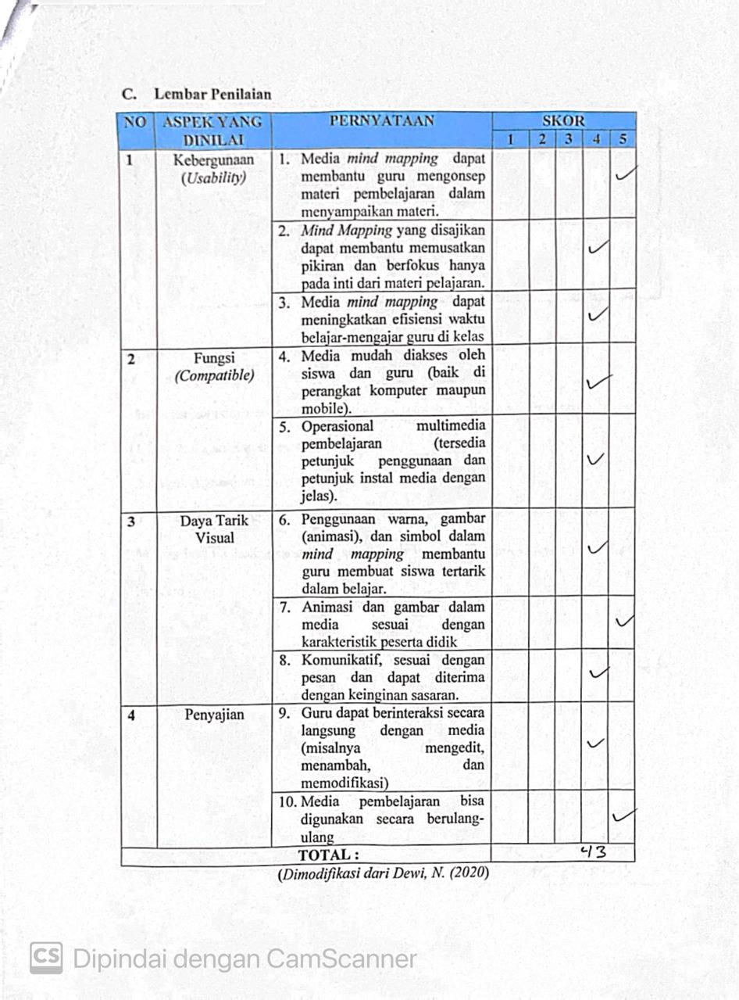 C. Lembar Penilaian
NO ASPEK YANG DINILAI PERNYATAAN SKOR
1 2 3 4 5
1 Kebergunaan (Usability)
1. Media mind mapping dapat
membantu guru mengonsep
materi pembelajaran dalam
menyampaikan materi.
✓
2. Mind Mapping yang disajikan
dapat membantu memusatkan
pikiran dan berfokus hanya
pada inti dari materi pelajaran.
✓
3. Media mind mapping dapat
meningkatkan efisiensi waktu
belajar-mengajar guru di kelas
✓
2 Fungsi (Compatible)
4. Media mudah diakses oleh
siswa dan guru (baik di
perangkat komputer maupun
mobile).
✓
5. Operasional multimedia
pembelajaran (tersedia
petunjuk penggunaan dan
petunjuk instal media dengan
jelas).
✓
3 Daya Tarik Visual
6. Penggunaan warna, gambar
(animasi), dan simbol dalam
mind mapping membantu
guru membuat siswa tertarik
dalam belajar.
✓
7. Animasi dan gambar dalam
media sesuai dengan
karakteristik peserta didik
✓
8. Komunikatif, sesuai dengan
pesan dan dapat diterima
dengan keinginan sasaran.
✓
4 Penyajian
9. Guru dapat berinteraksi secara
langsung dengan media
(misalnya mengedit,
menambah, dan
memodifikasi)
✓
10. Media pembelajaran bisa
digunakan secara berulang-
ulang
✓
TOTAL : 43
(Dimodifikasi dari Dewi, N. (2020)
CS Dipindai dengan CamScanner